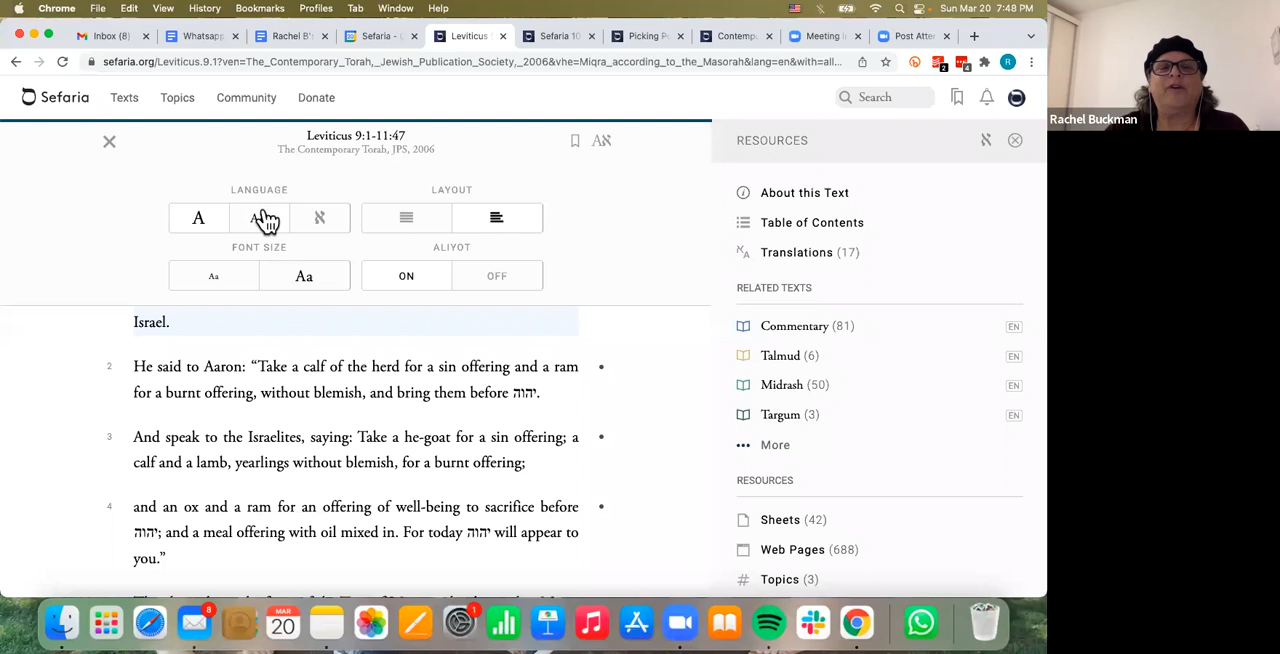 Chrome File Edit View History Bookmarks Profiles Tab Window Help Sun Mar 20 7:48 PM
Inbox (8) Whatsapp Rachel B's Sefaria - Leviticus Sefaria 10 Picking P Contemp Meeting i Post Atter
sefaria.org/Leviticus.9.1?ven=The_Contemporary_Torah,_Jewish_Publication_Society,_2006&vhe=Miqra_according_to_the_Masorah&lang=en&with=all...
2 4 R
Sefaria Texts Topics Community Donate Search
Rachel Buckman
Leviticus 9:1-11:47
The Contemporary Torah, JPS, 2006
Aא
LANGUAGE LAYOUT
A A א
FONT SIZE ALIYOT
Aa Aa ON OFF
Israel.
2 He said to Aaron: “Take a calf of the herd for a sin offering and a ram
for a burnt offering, without blemish, and bring them before יהוה.
3 And speak to the Israelites, saying: Take a he-goat for a sin offering; a
calf and a lamb, yearlings without blemish, for a burnt offering;
4 and an ox and a ram for an offering of well-being to sacrifice before
יהוה; and a meal offering with oil mixed in. For today יהוה will appear to
you.”
RESOURCES א
About this Text
Table of Contents
Translations (17)
RELATED TEXTS
Commentary (81) EN
Talmud (6) EN
Midrash (50) EN
Targum (3) EN
More
RESOURCES
Sheets (42)
Web Pages (688)
# Topics (3)
8 MAR 20 1